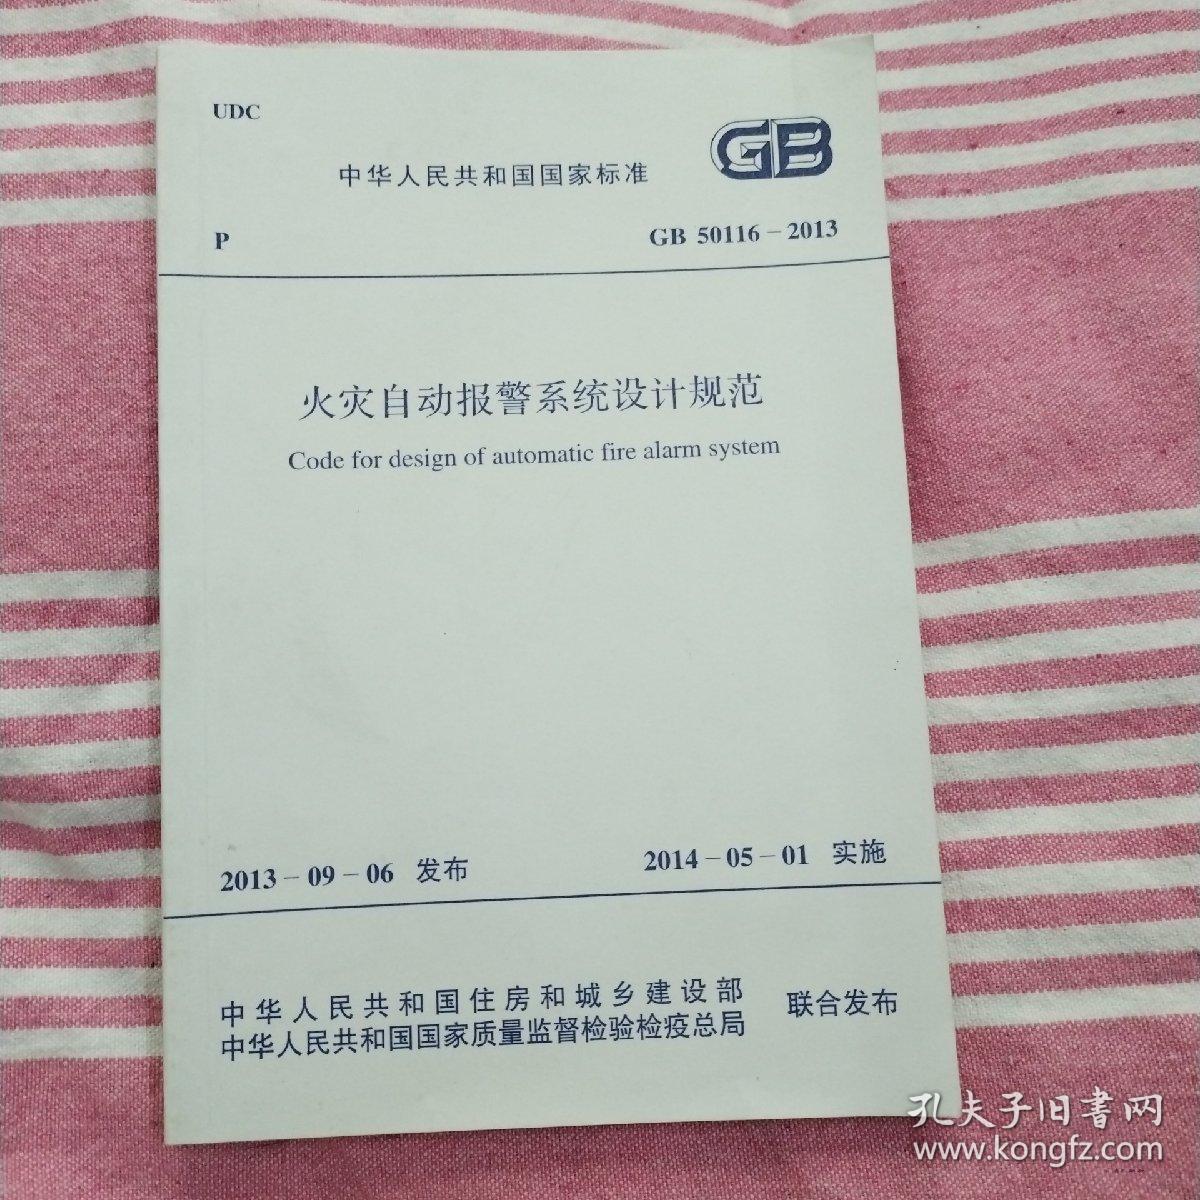 UDC
GB
中华人民共和国国家标准
P
GB 50116－2013
火灾自动报警系统设计规范
Code for design of automatic fire alarm system
2013－09－06 发布
2014－05－01 实施
中华人民共和国住房和城乡建设部
中华人民共和国国家质量监督检验检疫总局
联合发布
孔夫子旧书网
www.kongfz.com